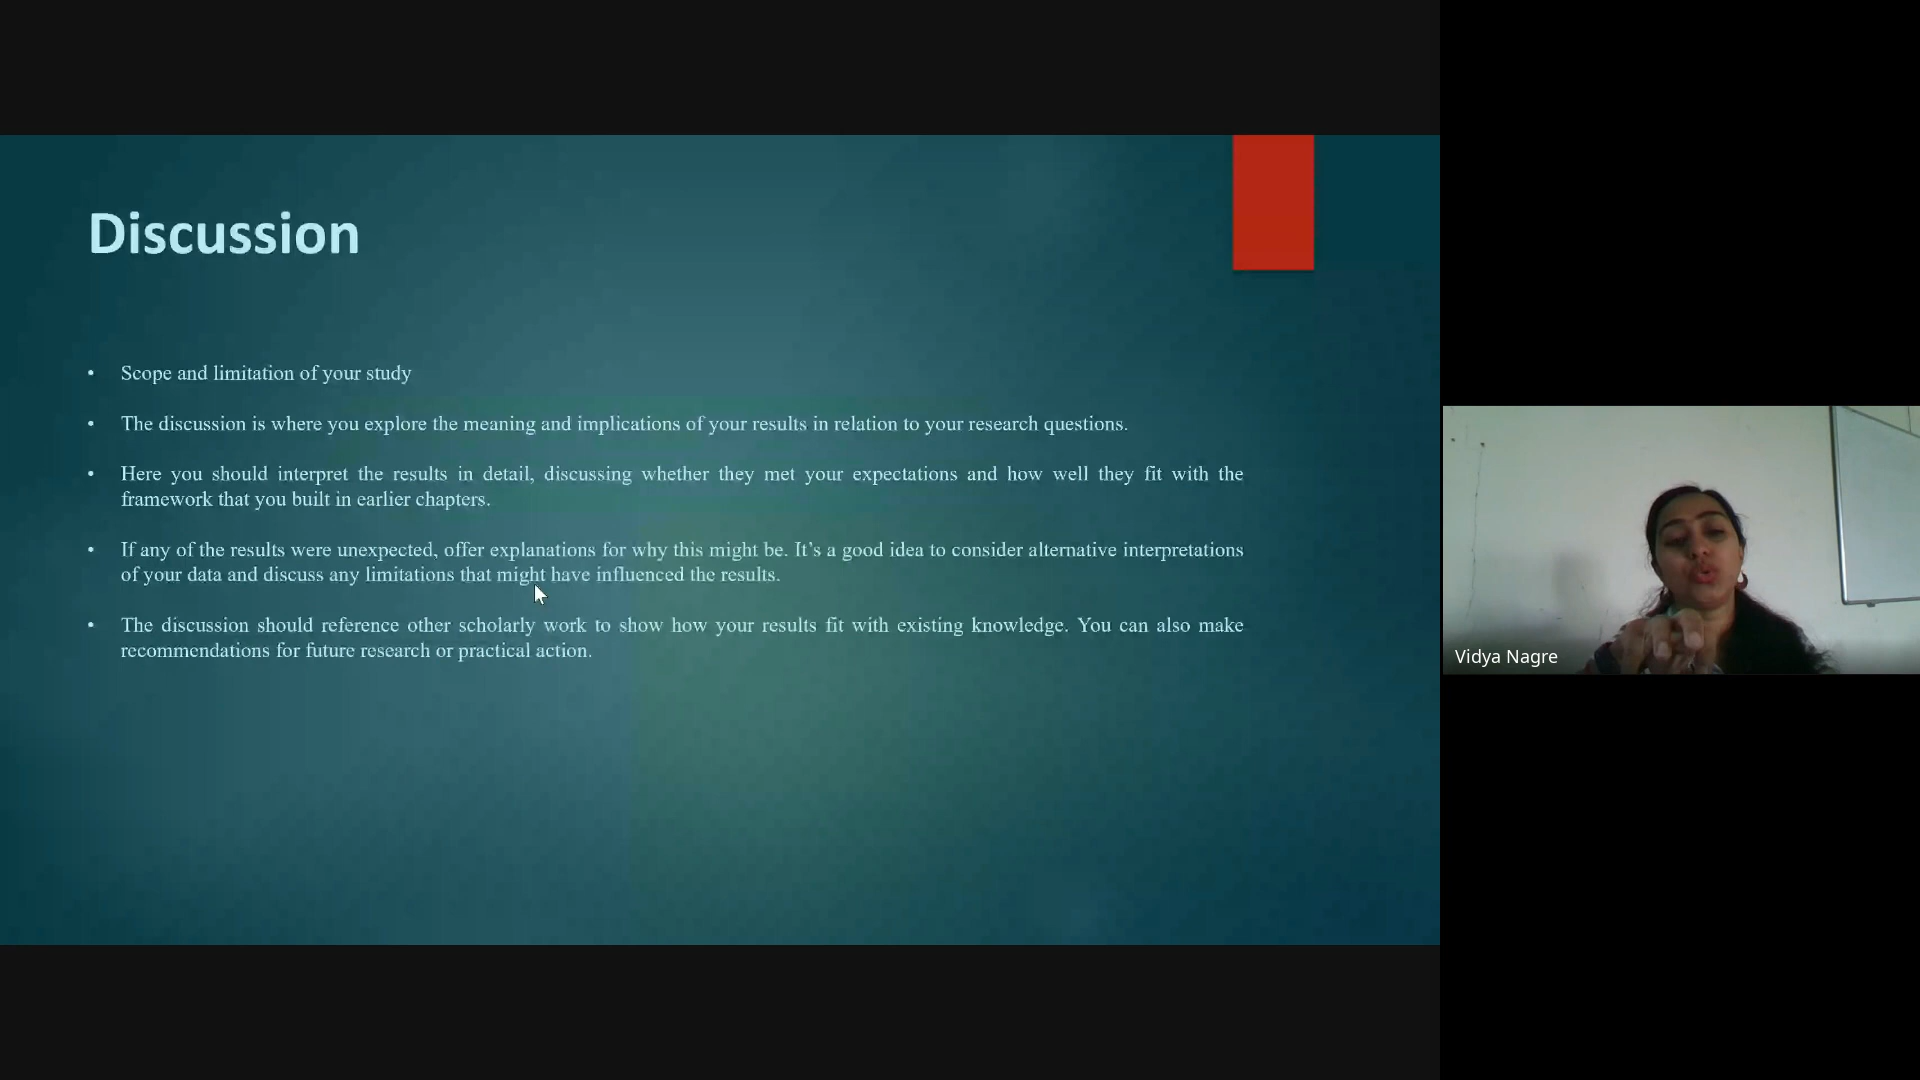 Discussion
• Scope and limitation of your study
• The discussion is where you explore the meaning and implications of your results in relation to your research questions.
• Here you should interpret the results in detail, discussing whether they met your expectations and how well they fit with the
framework that you built in earlier chapters.
• If any of the results were unexpected, offer explanations for why this might be. It’s a good idea to consider alternative interpretations
of your data and discuss any limitations that might have influenced the results.
• The discussion should reference other scholarly work to show how your results fit with existing knowledge. You can also make
recommendations for future research or practical action.
Vidya Nagre